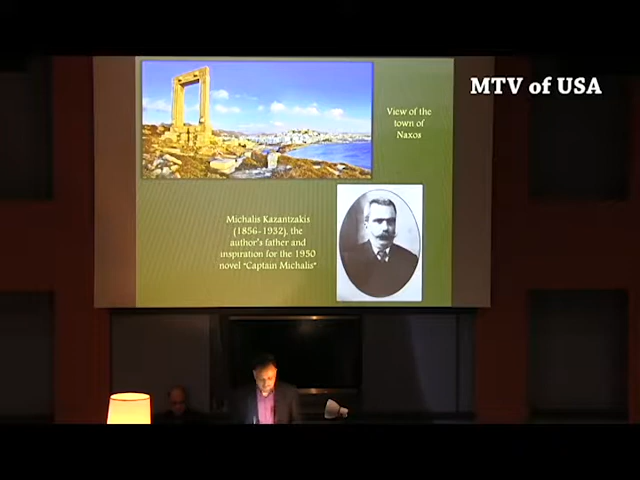 MTV of USA
View of the
town of
Naxos
Michalis Kazantzakis
(1856-1932), the
author's father and
inspiration for the 1950
novel "Captain Michalis"